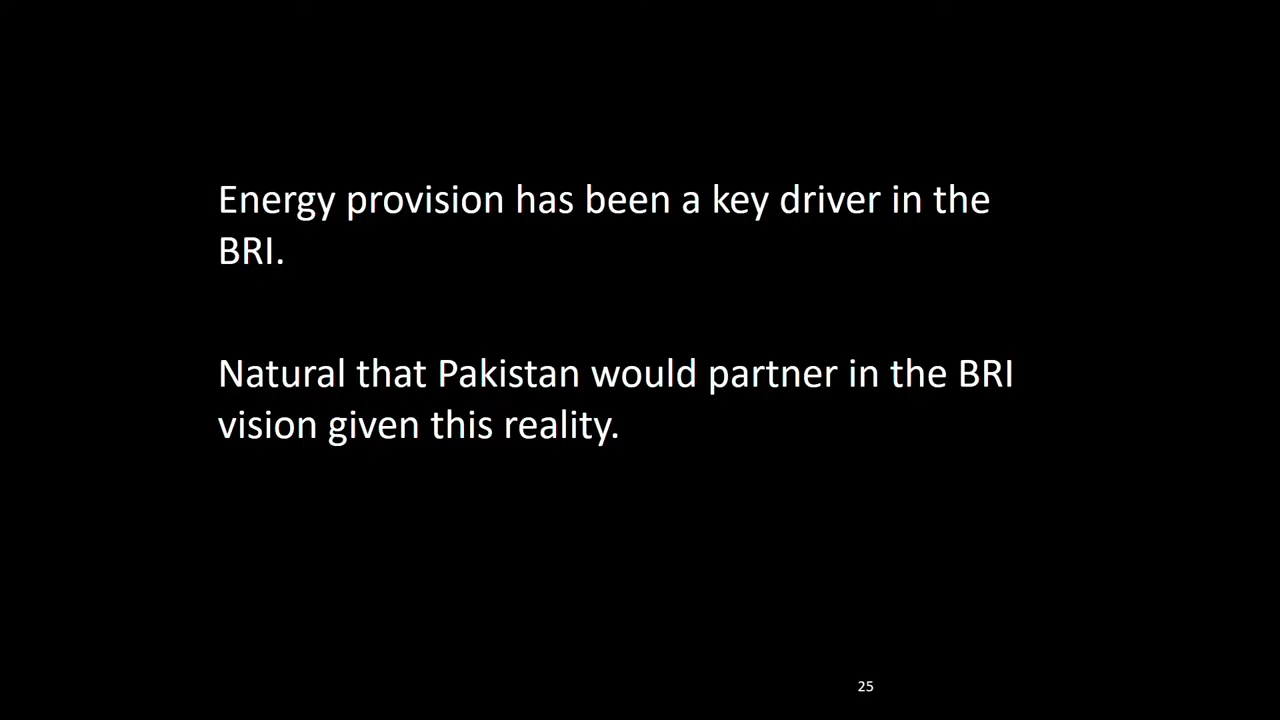 Energy provision has been a key driver in the
BRI.
Natural that Pakistan would partner in the BRI
vision given this reality.
25